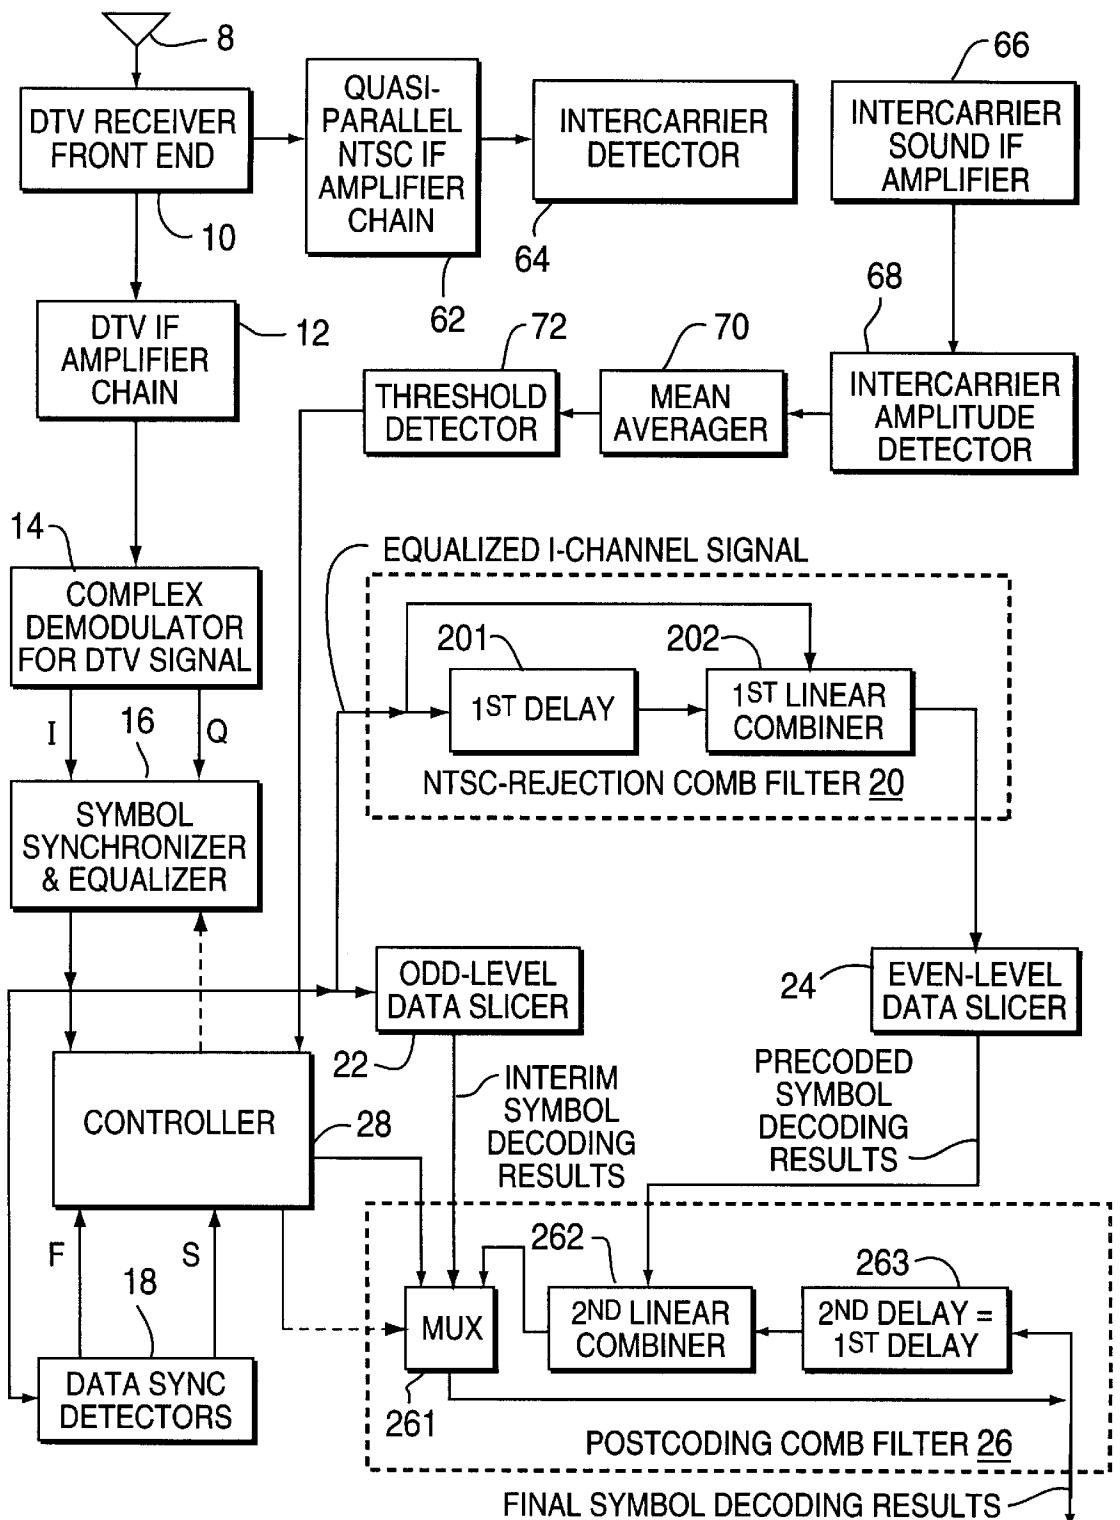 8
DTV RECEIVER
FRONT END
10
QUASI-
PARALLEL
NTSC IF
AMPLIFIER
CHAIN
62
INTERCARRIER
DETECTOR
64
66
INTERCARRIER
SOUND IF
AMPLIFIER
DTV IF
AMPLIFIER
CHAIN
12
72
THRESHOLD
DETECTOR
70
MEAN
AVERAGER
68
INTERCARRIER
AMPLITUDE
DETECTOR
14
COMPLEX
DEMODULATOR
FOR DTV SIGNAL
I
Q
16
SYMBOL
SYNCHRONIZER
& EQUALIZER
EQUALIZED I-CHANNEL SIGNAL
201
1ST DELAY
202
1ST LINEAR
COMBINER
NTSC-REJECTION COMB FILTER 20
ODD-LEVEL
DATA SLICER
22
24
EVEN-LEVEL
DATA SLICER
CONTROLLER
28
INTERIM
SYMBOL
DECODING
RESULTS
PRECODED
SYMBOL
DECODING
RESULTS
F
S
18
DATA SYNC
DETECTORS
MUX
261
262
2ND LINEAR
COMBINER
263
2ND DELAY =
1ST DELAY
POSTCODING COMB FILTER 26
FINAL SYMBOL DECODING RESULTS